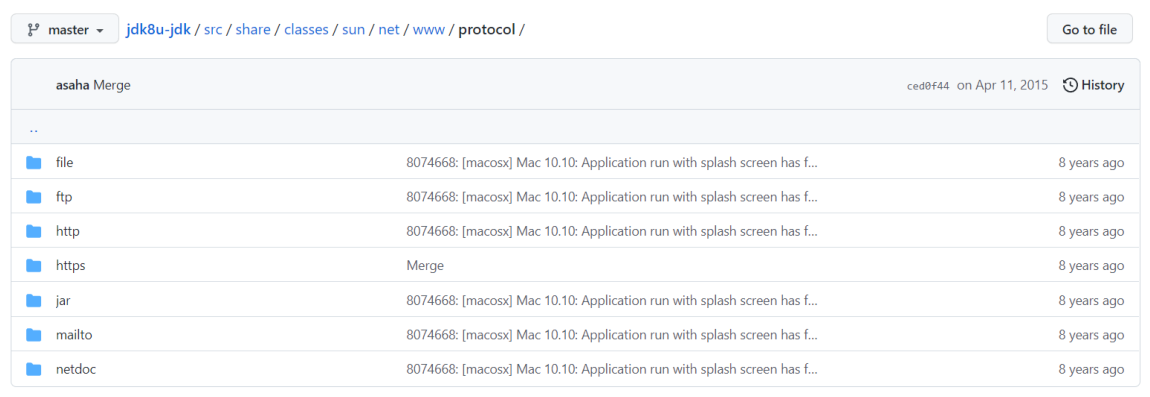 master jdk8u-jdk / src / share / classes / sun / net / www / protocol / Go to file
asaha Merge ced0f44 on Apr 11, 2015 History
..
file 8074668: [macosx] Mac 10.10: Application run with splash screen has f... 8 years ago
ftp 8074668: [macosx] Mac 10.10: Application run with splash screen has f... 8 years ago
http 8074668: [macosx] Mac 10.10: Application run with splash screen has f... 8 years ago
https Merge 8 years ago
jar 8074668: [macosx] Mac 10.10: Application run with splash screen has f... 8 years ago
mailto 8074668: [macosx] Mac 10.10: Application run with splash screen has f... 8 years ago
netdoc 8074668: [macosx] Mac 10.10: Application run with splash screen has f... 8 years ago